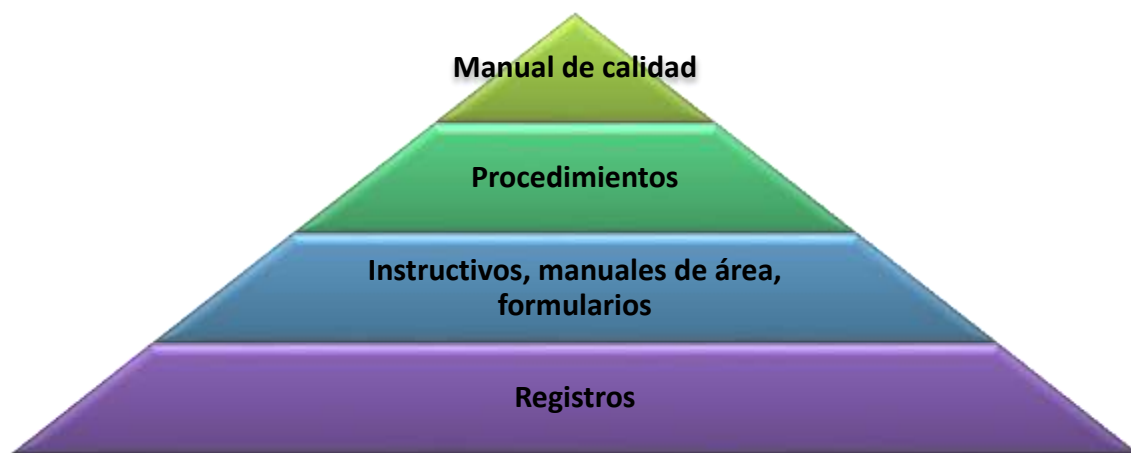 Manual de calidad
Procedimientos
Instructivos, manuales de área,
formularios
Registros